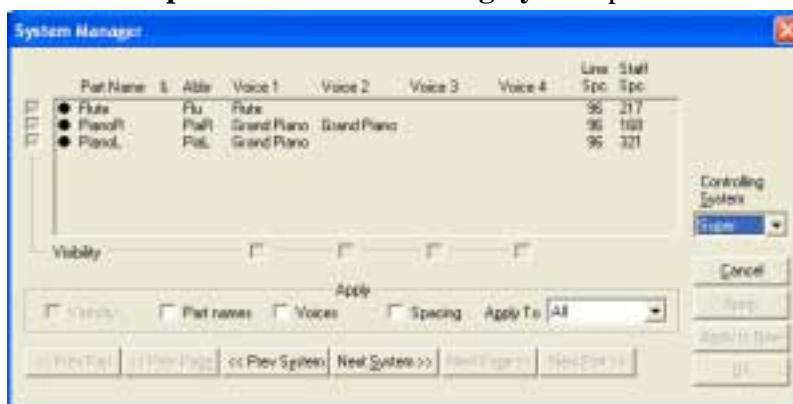 System Manager
Line Staff
Part Name Abbr Voice 1 Voice 2 Voice 3 Voice 4 Spc. Spc.
Flute Flu Flute 96 217
PianoR PiaR Grand Piano Grand Piano 96
PianoL PiaL Grand Piano 96 321
Controlling
System
Super
Visibility
Cancel
Apply
Visibility Part names Voices Spacing Apply To All
Apply
<< Prev Part << Prev Page << Prev System Next System >> Next Page >> Next Part >>
OK